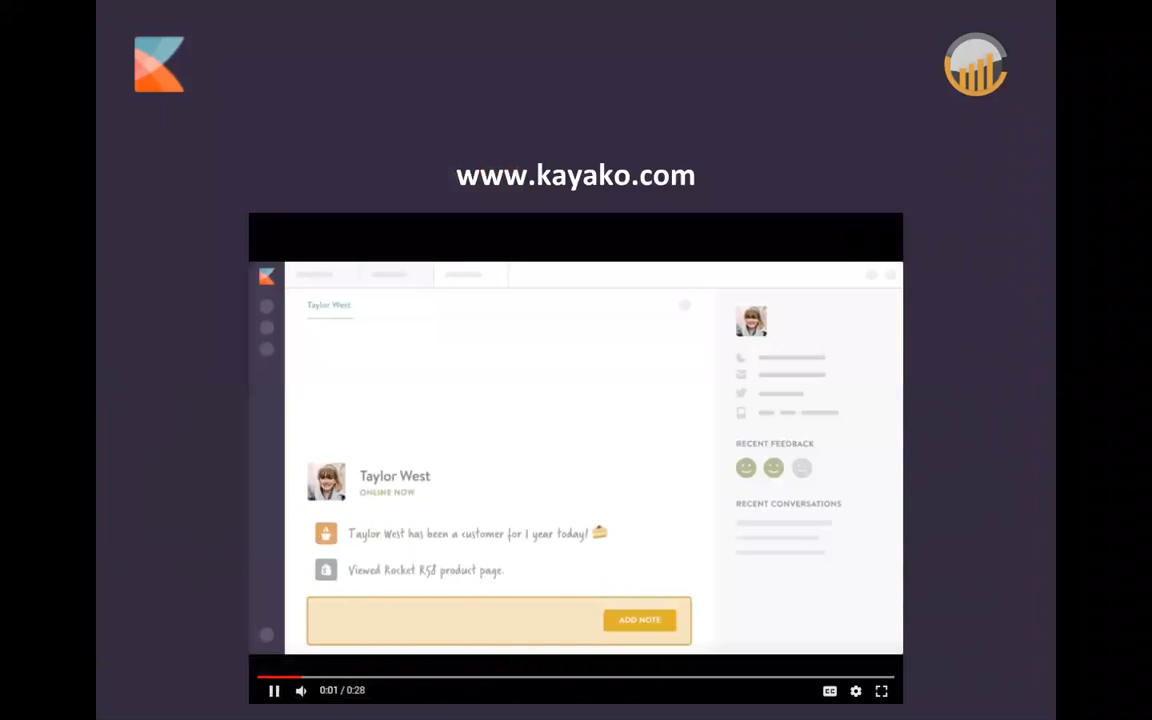 www.kayako.com
Taylor West
Taylor West
ONLINE NOW
Taylor West has been a customer for 1 year today!
Viewed Rocket R58 product page.
ADD NOTE
RECENT FEEDBACK
RECENT CONVERSATIONS
0:01 / 0:28
CC